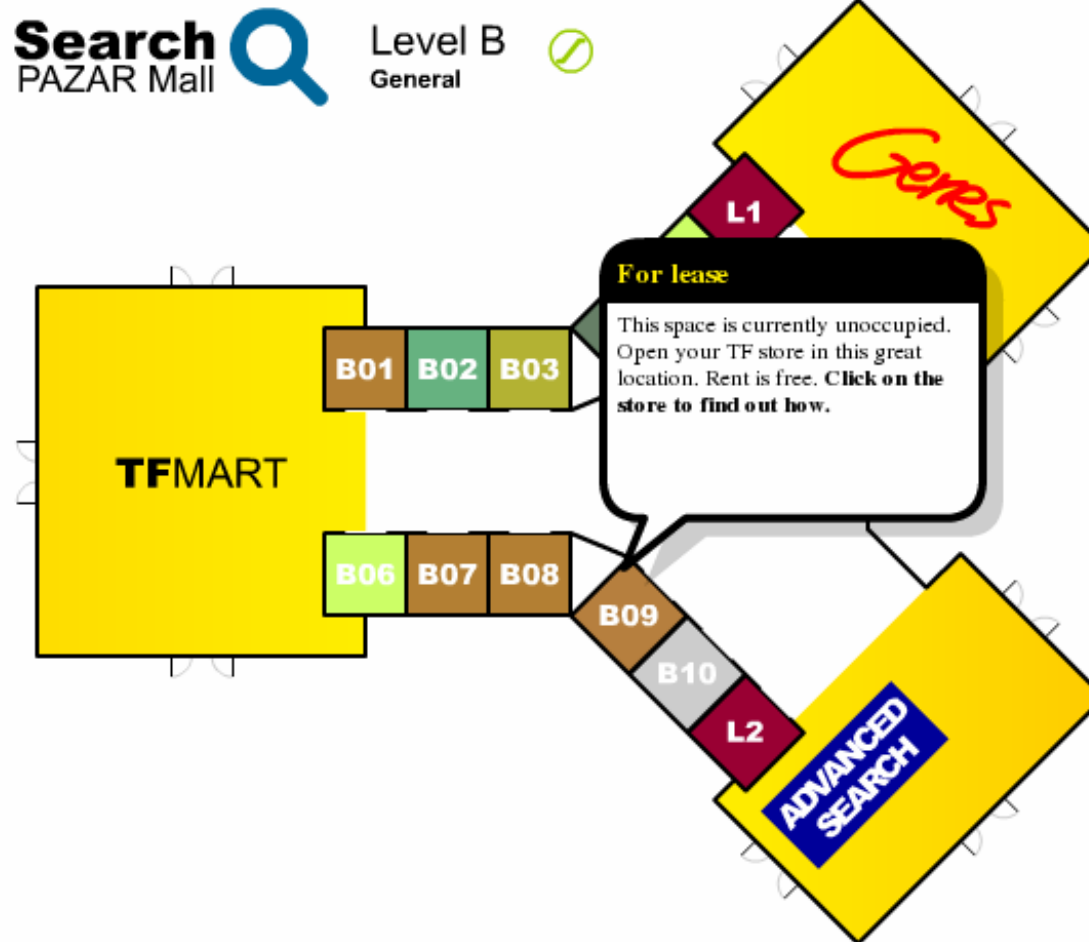 Search
PAZAR Mall
Level B
General
Genes
L1
For lease
This space is currently unoccupied.
Open your TF store in this great
location. Rent is free. Click on the
store to find out how.
B01 B02 B03
TFMART
B06 B07 B08
B09
B10
L2
ADVANCED
SEARCH